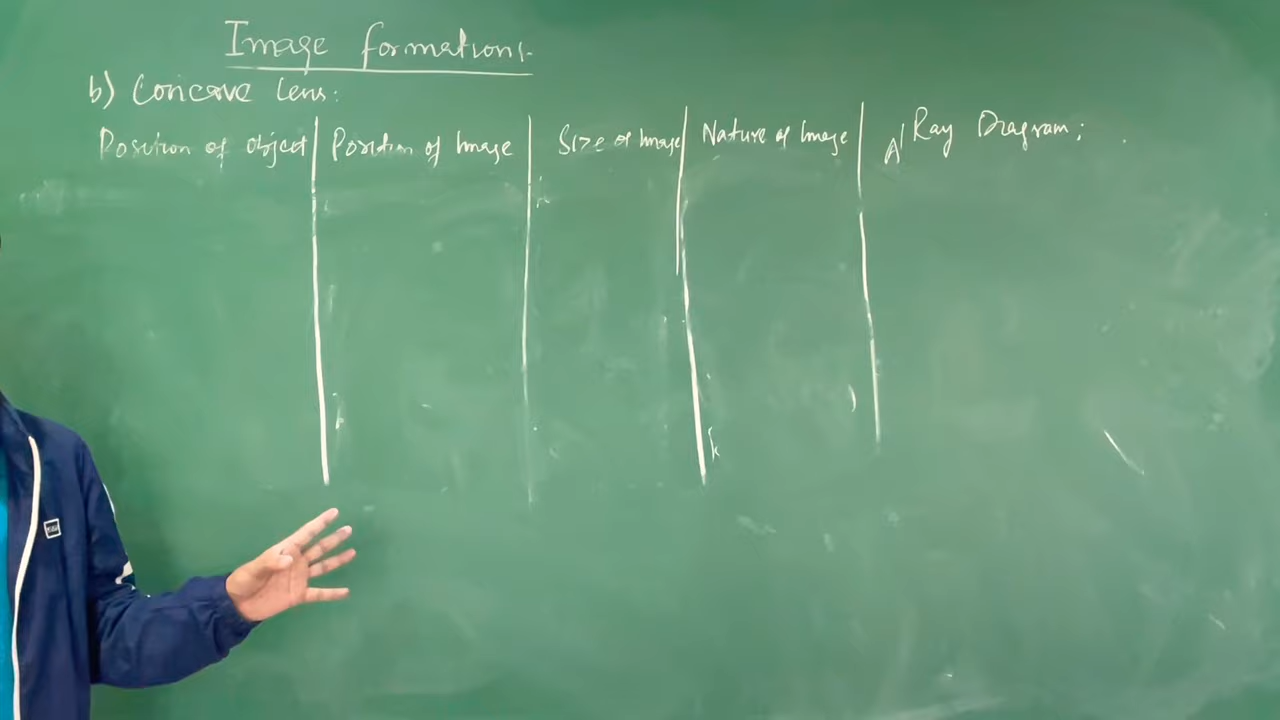 Image formations.
b) Concave lens:
Position of object Position of Image Size of Image Nature of Image A Ray Diagram;